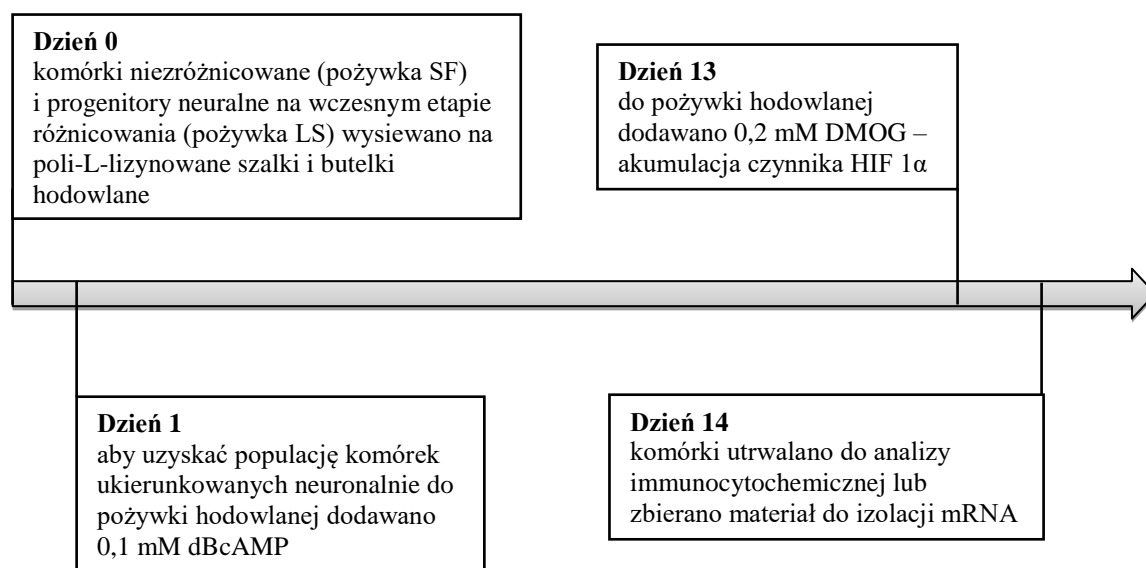 Dzień 0
komórki niezróżnicowane (pożywka SF)
i progenitory neuralne na wczesnym etapie
różnicowania (pożywka LS) wysiewano na
poli-L-lizynowane szalki i butelki
hodowlane
Dzień 13
do pożywki hodowlanej
dodawano 0,2 mM DMOG –
akumulacja czynnika HIF 1α
Dzień 1
aby uzyskać populację komórek
ukierunkowanych neuronalnie do
pożywki hodowlanej dodawano
0,1 mM dBcAMP
Dzień 14
komórki utrwalano do analizy
immunocytochemicznej lub
zbierano materiał do izolacji mRNA